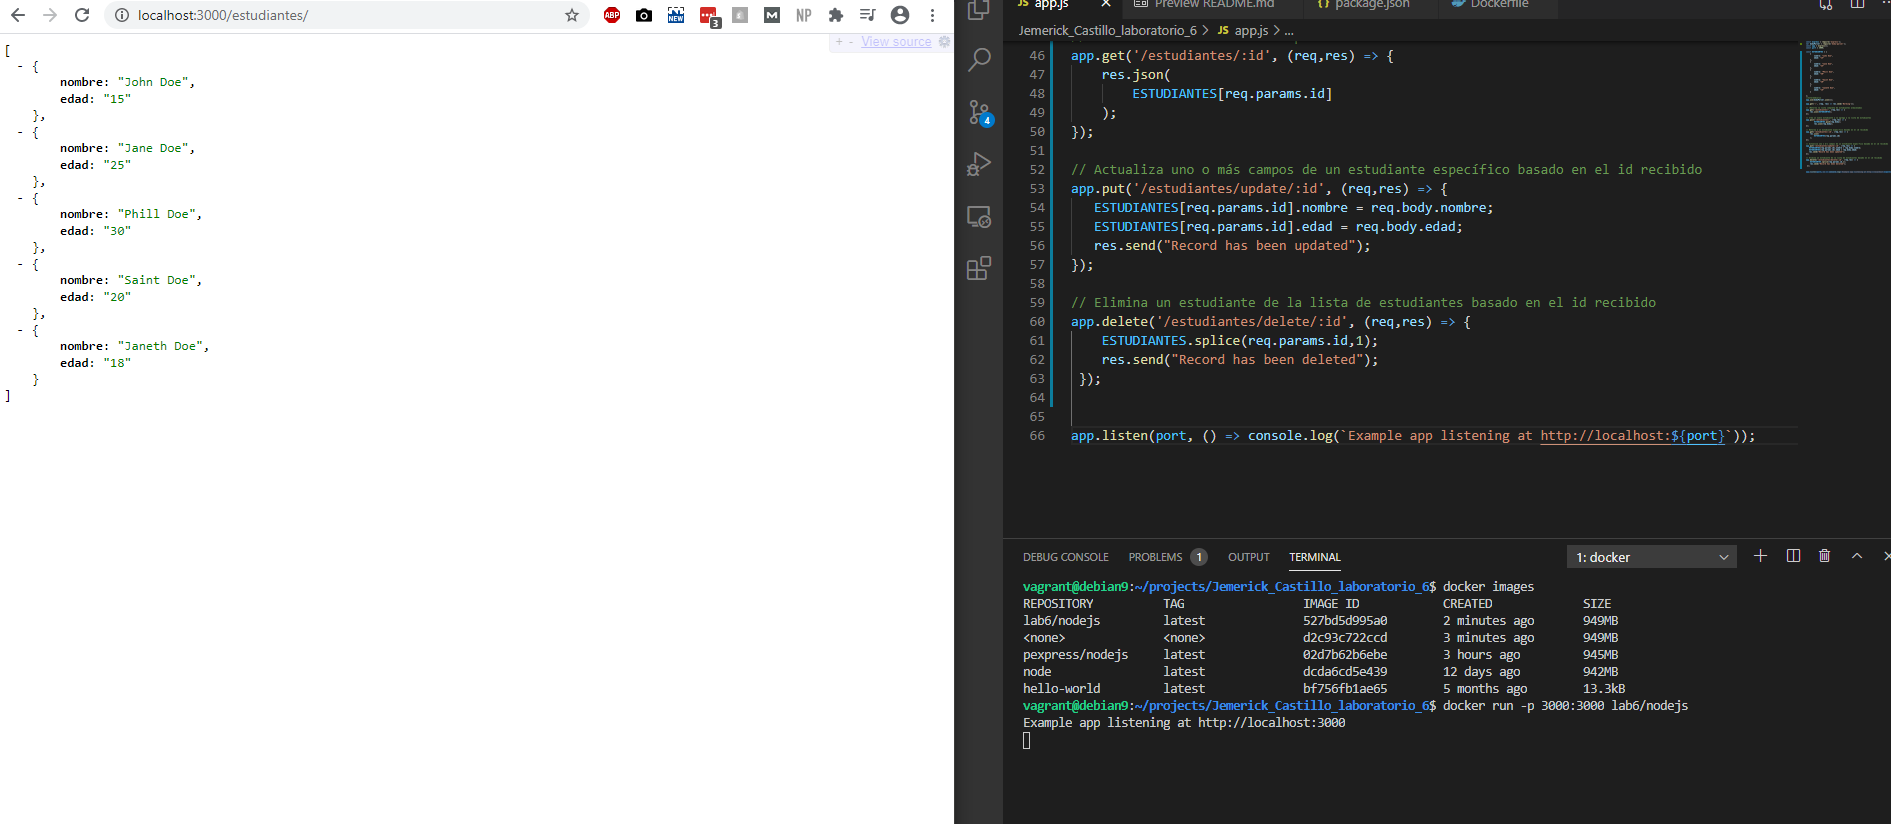 localhost:3000/estudiantes/
ABP
NEW
3
M
NP
+ - View source
[
- {
nombre: "John Doe",
edad: "15"
},
- {
nombre: "Jane Doe",
edad: "25"
},
- {
nombre: "Phill Doe",
edad: "30"
},
- {
nombre: "Saint Doe",
edad: "20"
},
- {
nombre: "Janeth Doe",
edad: "18"
}
]
JS app.js
Preview README.md
{} package.json
Dockerfile
Jemerick_Castillo_laboratorio_6 > JS app.js > ...
4
46 app.get('/estudiantes/:id', (req,res) => {
47 res.json(
48 ESTUDIANTES[req.params.id]
49 );
50 });
51
52 // Actualiza uno o más campos de un estudiante específico basado en el id recibido
53 app.put('/estudiantes/update/:id', (req,res) => {
54 ESTUDIANTES[req.params.id].nombre = req.body.nombre;
55 ESTUDIANTES[req.params.id].edad = req.body.edad;
56 res.send("Record has been updated");
57 });
58
59 // Elimina un estudiante de la lista de estudiantes basado en el id recibido
60 app.delete('/estudiantes/delete/:id', (req,res) => {
61 ESTUDIANTES.splice(req.params.id,1);
62 res.send("Record has been deleted");
63 });
64
65
66 app.listen(port, () => console.log(`Example app listening at http://localhost:${port}`));
DEBUG CONSOLE PROBLEMS 1 OUTPUT TERMINAL 1: docker
vagrant@debian9:~/projects/Jemerick_Castillo_laboratorio_6$ docker images
REPOSITORY TAG IMAGE ID CREATED SIZE
lab6/nodejs latest 527bd5d995a0 2 minutes ago 949MB
<none> <none> d2c93c722ccd 3 minutes ago 949MB
pexpress/nodejs latest 02d7b62b6ebe 3 hours ago 945MB
node latest dcda6cd5e439 12 days ago 942MB
hello-world latest bf756fb1ae65 5 months ago 13.3kB
vagrant@debian9:~/projects/Jemerick_Castillo_laboratorio_6$ docker run -p 3000:3000 lab6/nodejs
Example app listening at http://localhost:3000